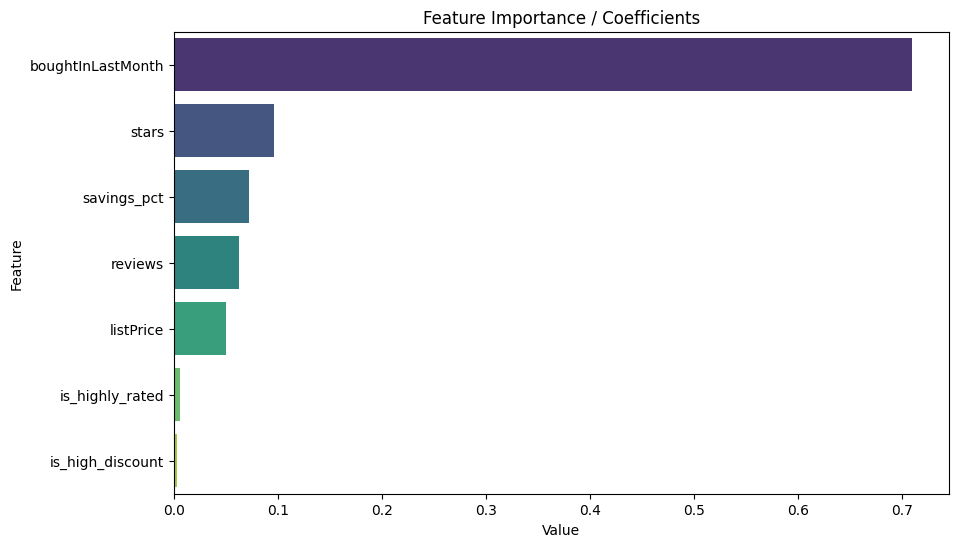 Feature Importance / Coefficients
boughtInLastMonth
stars
savings_pct
reviews
listPrice
is_highly_rated
is_high_discount
Feature
0.0 0.1 0.2 0.3 0.4 0.5 0.6 0.7
Value